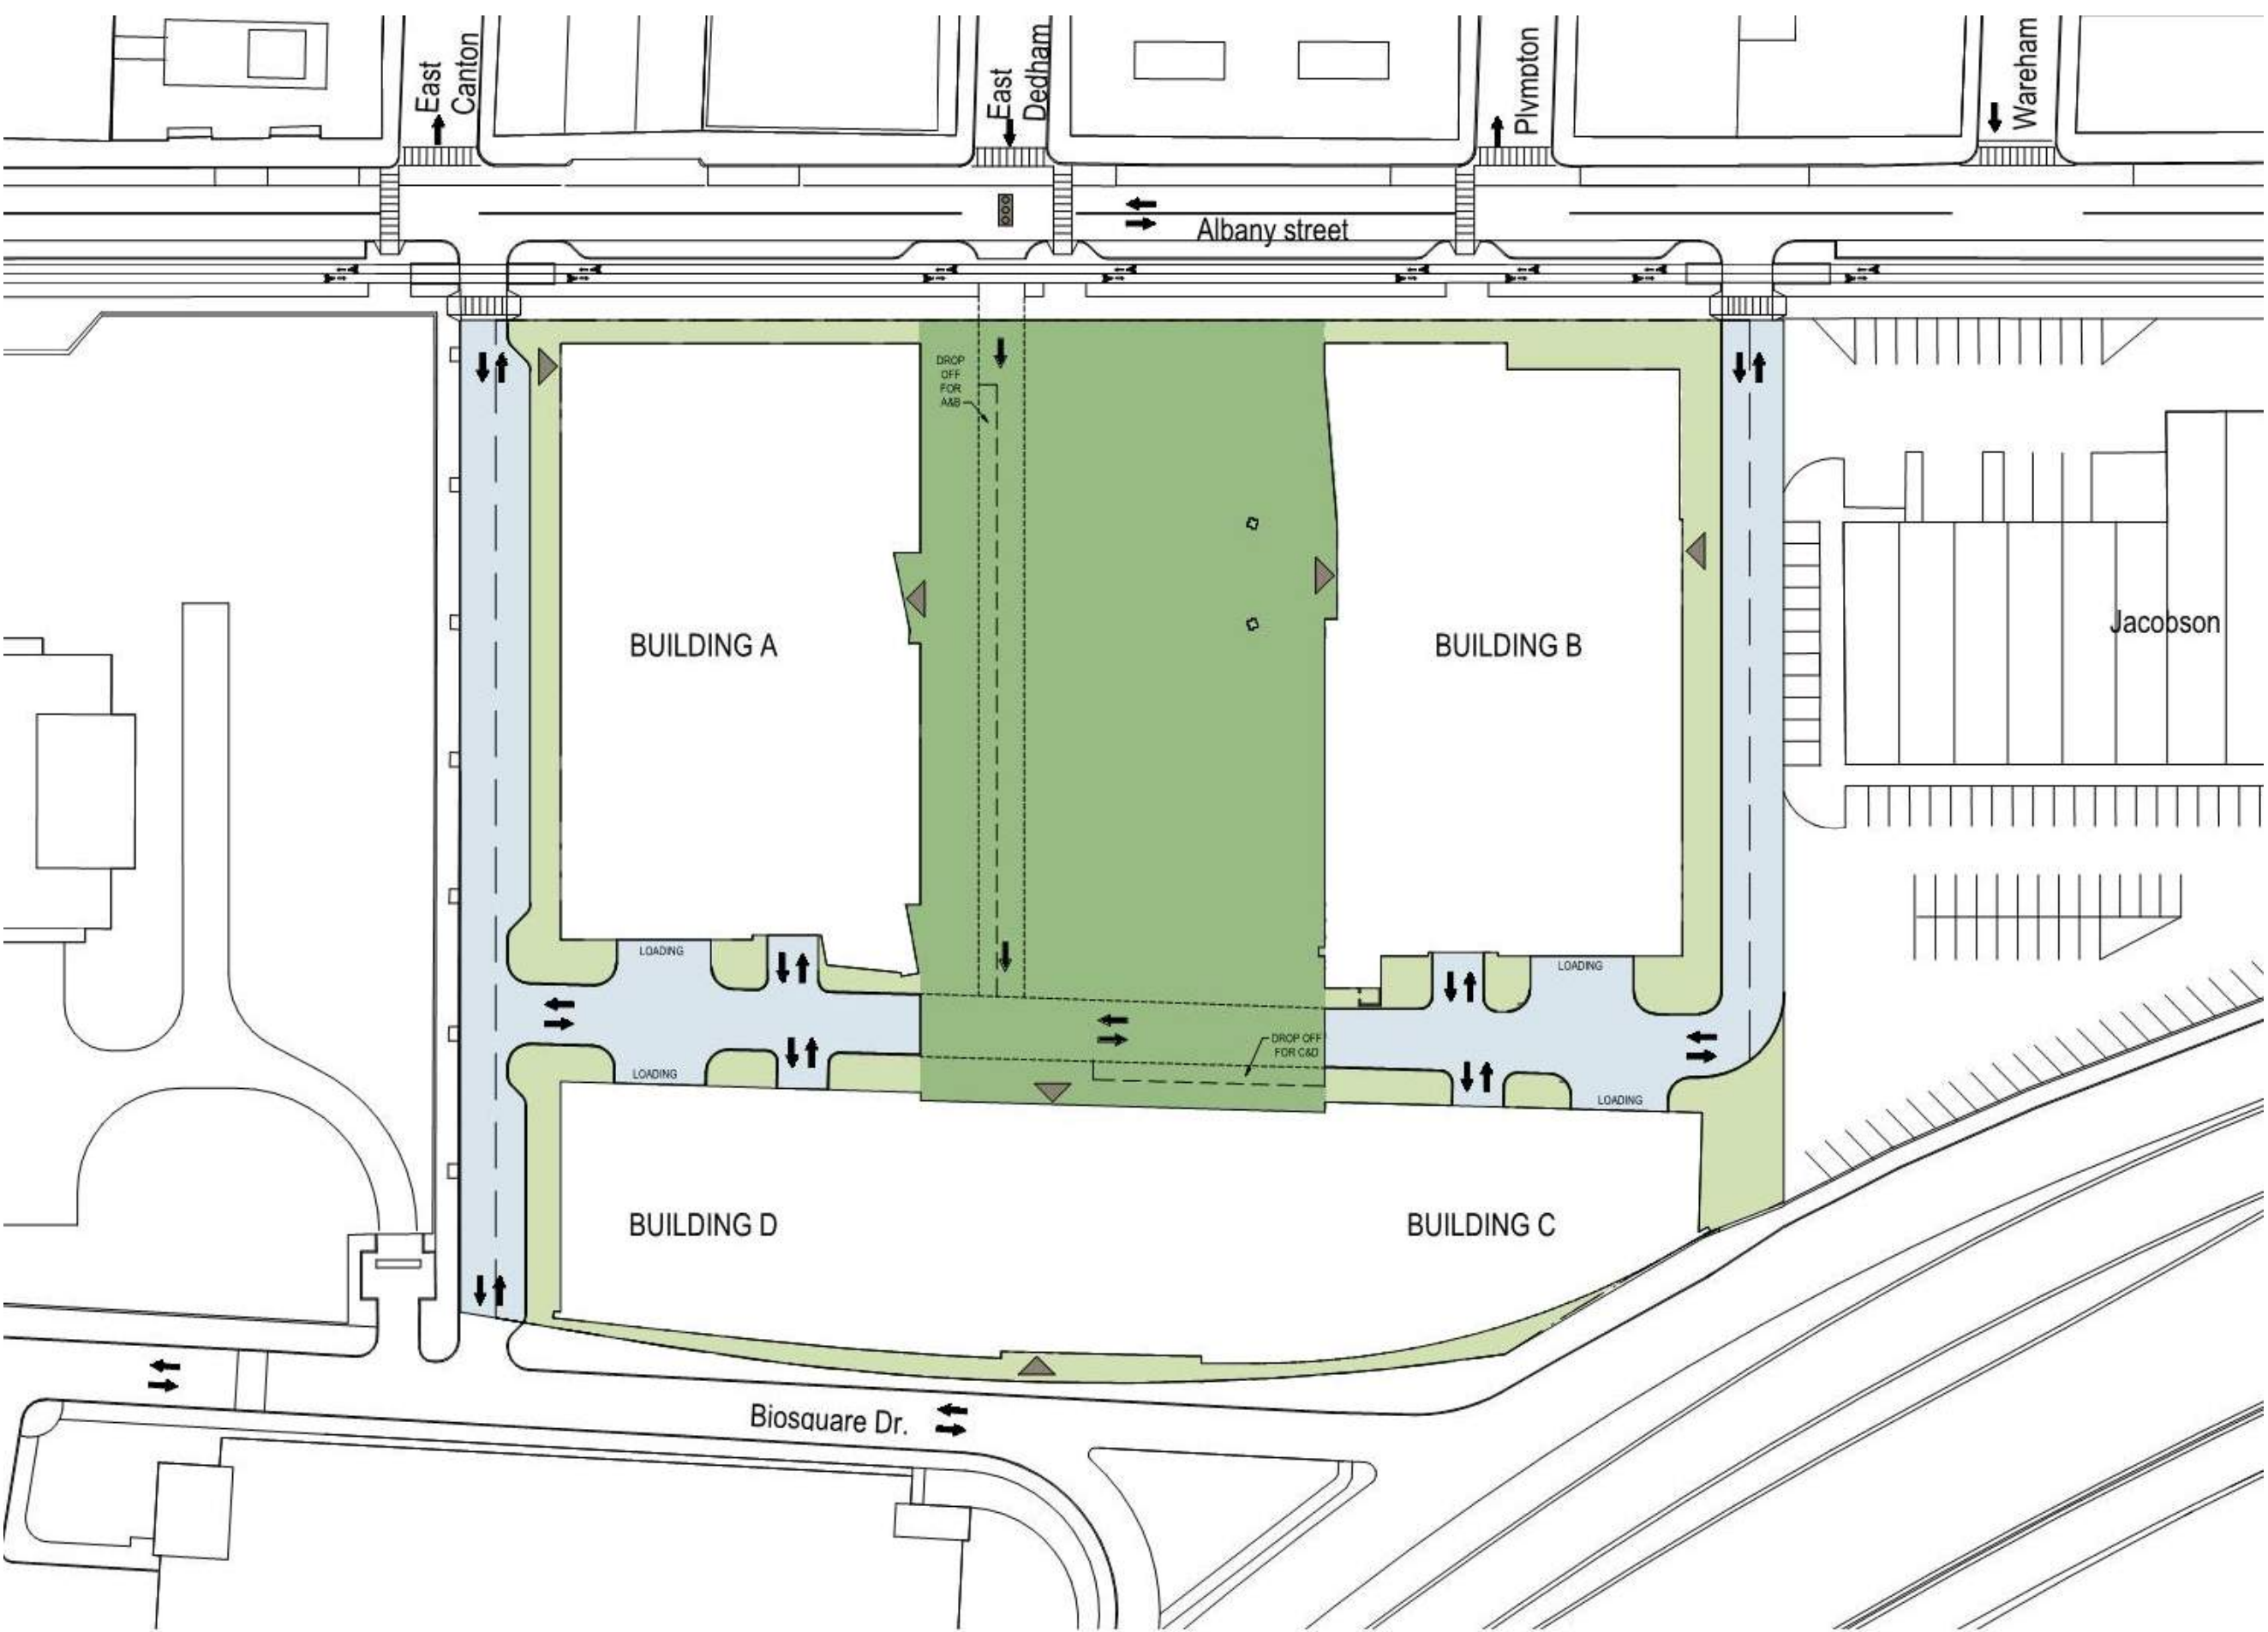 East
Canton
East
Dedham
Plympton
Wareham
Albany street
DROP
OFF
FOR
A&B
BUILDING A
BUILDING B
Jacobson
LOADING
LOADING
DROP OFF
FOR C&D
LOADING
LOADING
BUILDING D
BUILDING C
Biosquare Dr.